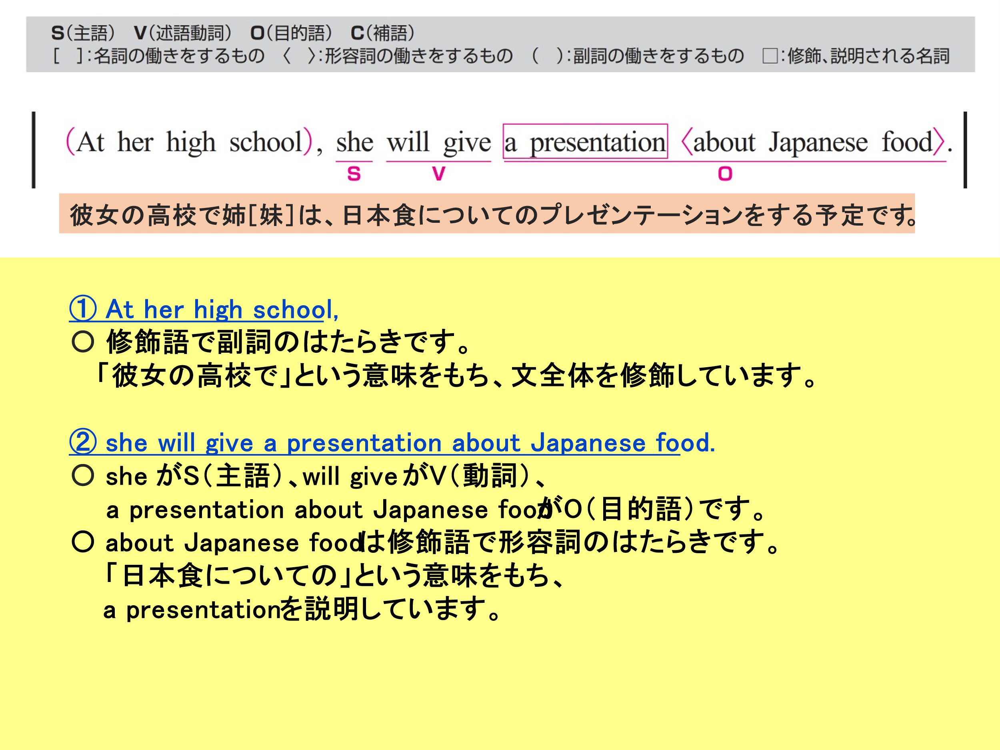 S(主語) V(述語動詞) O(目的語) C(補語)
[ ]:名詞の働きをするもの 〈 〉:形容詞の働きをするもの ( ):副詞の働きをするもの □:修飾、説明される名詞
(At her high school), she will give a presentation 〈about Japanese food〉.
S V O
彼女の高校で姉[妹]は、日本食についてのプレゼンテーションをする予定です。
① At her high school,
○ 修飾語で副詞のはたらきです。
「彼女の高校で」という意味をもち、文全体を修飾しています。
② she will give a presentation about Japanese food.
○ she がS(主語)、will give がV(動詞)、
a presentation about Japanese food がO(目的語)です。
○ about Japanese food は修飾語で形容詞のはたらきです。
「日本食についての」という意味をもち、
a presentationを説明しています。